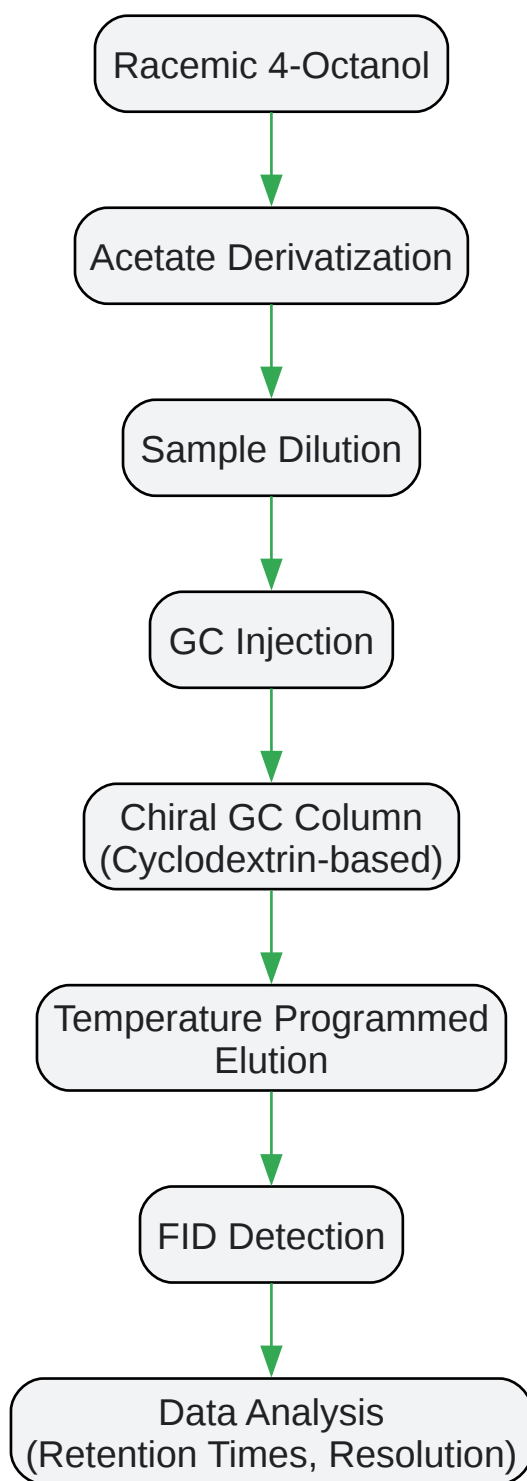 Racemic 4-Octanol
Acetate Derivatization
Sample Dilution
GC Injection
Chiral GC Column
(Cyclodextrin-based)
Temperature Programmed
Elution
FID Detection
Data Analysis
(Retention Times, Resolution)